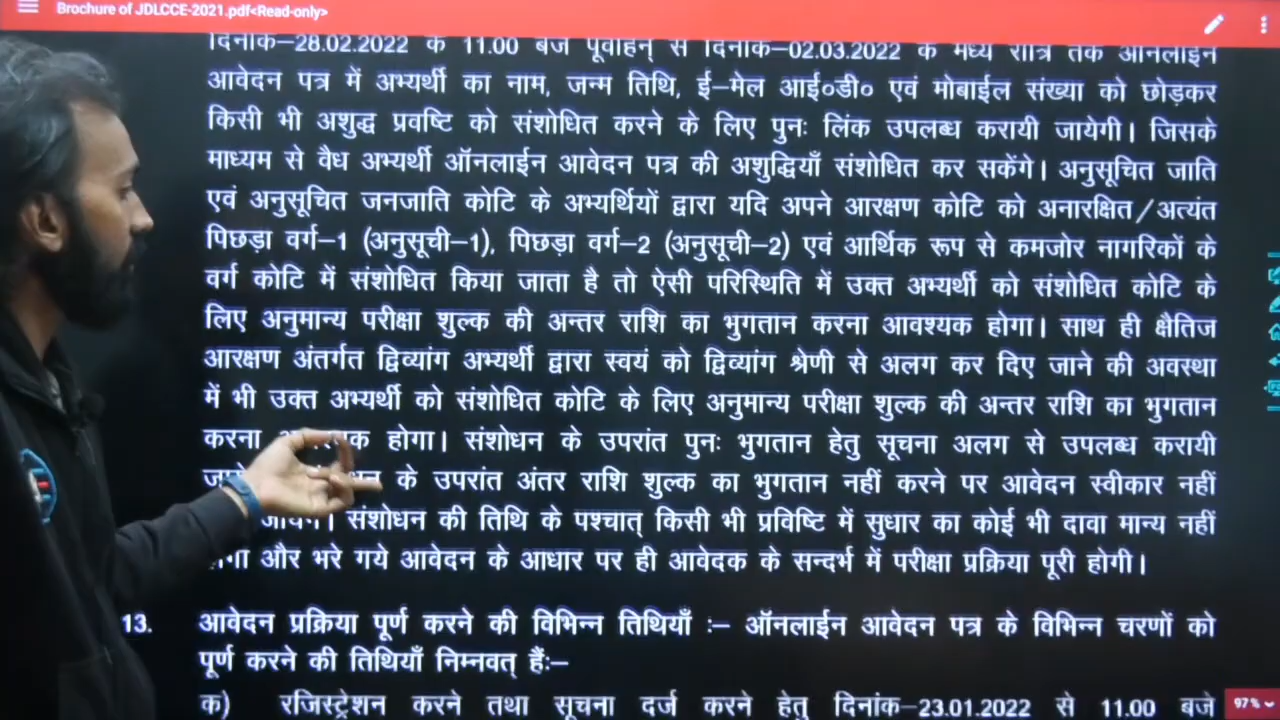 Brochure of JDLCCE-2021.pdf<Read-only>
दिनांक–28.02.2022 के 11.00 बजे पूर्वाहन् से दिनांक–02.03.2022 के मध्य रात्रि तक ऑनलाईन
आवेदन पत्र में अभ्यर्थी का नाम, जन्म तिथि, ई–मेल आई०डी० एवं मोबाईल संख्या को छोड़कर
किसी भी अशुद्ध प्रवष्टि को संशोधित करने के लिए पुनः लिंक उपलब्ध करायी जायेगी। जिसके
माध्यम से वैध अभ्यर्थी ऑनलाईन आवेदन पत्र की अशुद्धियाँ संशोधित कर सकेंगे। अनुसूचित जाति
एवं अनुसूचित जनजाति कोटि के अभ्यर्थियों द्वारा यदि अपने आरक्षण कोटि को अनारक्षित/अत्यंत
पिछड़ा वर्ग–1 (अनुसूची–1), पिछड़ा वर्ग–2 (अनुसूची–2) एवं आर्थिक रूप से कमजोर नागरिकों के
वर्ग कोटि में संशोधित किया जाता है तो ऐसी परिस्थिति में उक्त अभ्यर्थी को संशोधित कोटि के
लिए अनुमान्य परीक्षा शुल्क की अन्तर राशि का भुगतान करना आवश्यक होगा। साथ ही क्षैतिज
आरक्षण अंतर्गत द्विव्यांग अभ्यर्थी द्वारा स्वयं को द्विव्यांग श्रेणी से अलग कर दिए जाने की अवस्था
में भी उक्त अभ्यर्थी को संशोधित कोटि के लिए अनुमान्य परीक्षा शुल्क की अन्तर राशि का भुगतान
करना होगा। संशोधन के उपरांत पुनः भुगतान हेतु सूचना अलग से उपलब्ध करायी
के उपरांत अंतर राशि शुल्क का भुगतान नहीं करने पर आवेदन स्वीकार नहीं
संशोधन की तिथि के पश्चात् किसी भी प्रविष्टि में सुधार का कोई भी दावा मान्य नहीं
और भरे गये आवेदन के आधार पर ही आवेदक के सन्दर्भ में परीक्षा प्रक्रिया पूरी होगी।
13. आवेदन प्रक्रिया पूर्ण करने की विभिन्न तिथियाँ :– ऑनलाईन आवेदन पत्र के विभिन्न चरणों को
पूर्ण करने की तिथियाँ निम्नवत् हैंः–
क) रजिस्ट्रेशन करने तथा सूचना दर्ज करने हेतु दिनांक–23.01.2022 से 11.00 बजे
97%